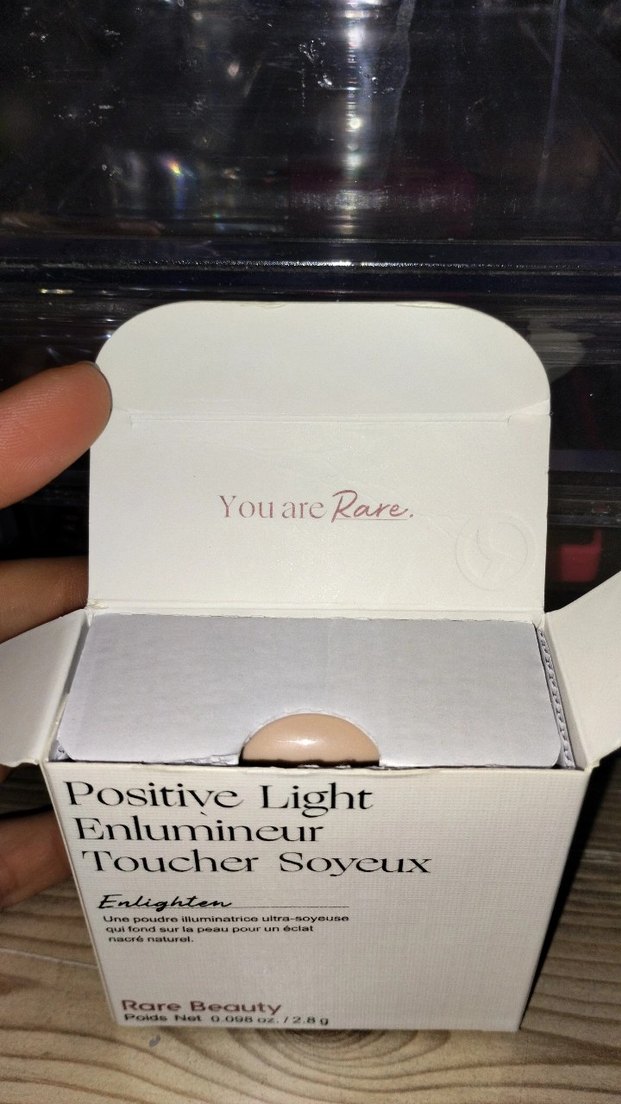 You are Rare.
Positive Light
Enlumineur
Toucher Soyeux
Enlighten
Une poudre illuminatrice ultra-soyeuse
qui fond sur la peau pour un éclat
nacré naturel.
Rare Beauty
Poids Net 0.098 oz. / 2.8 g